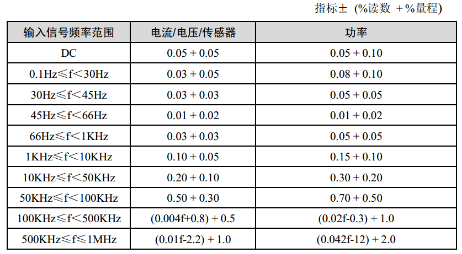 指标± (%读数 +%量程)
输入信号频率范围 电流/电压/传感器 功率
DC 0.05 + 0.05 0.05 + 0.10
0.1Hz≤f＜30Hz 0.03 + 0.05 0.08 + 0.10
30Hz≤f＜45Hz 0.03 + 0.03 0.05 + 0.05
45Hz≤f＜66Hz 0.01 + 0.02 0.01 + 0.02
66Hz≤f＜1KHz 0.03 + 0.03 0.05 + 0.05
1KHz≤f＜10KHz 0.10 + 0.05 0.15 + 0.10
10KHz≤f＜50KHz 0.20 + 0.10 0.30 + 0.20
50KHz≤f＜100KHz 0.50 + 0.30 0.70 + 0.50
100KHz≤f＜500KHz (0.004f+0.8) + 0.5 (0.02f-0.3) + 1.0
500KHz≤f≤1MHz (0.01f-2.2) + 1.0 (0.042f-12) + 2.0